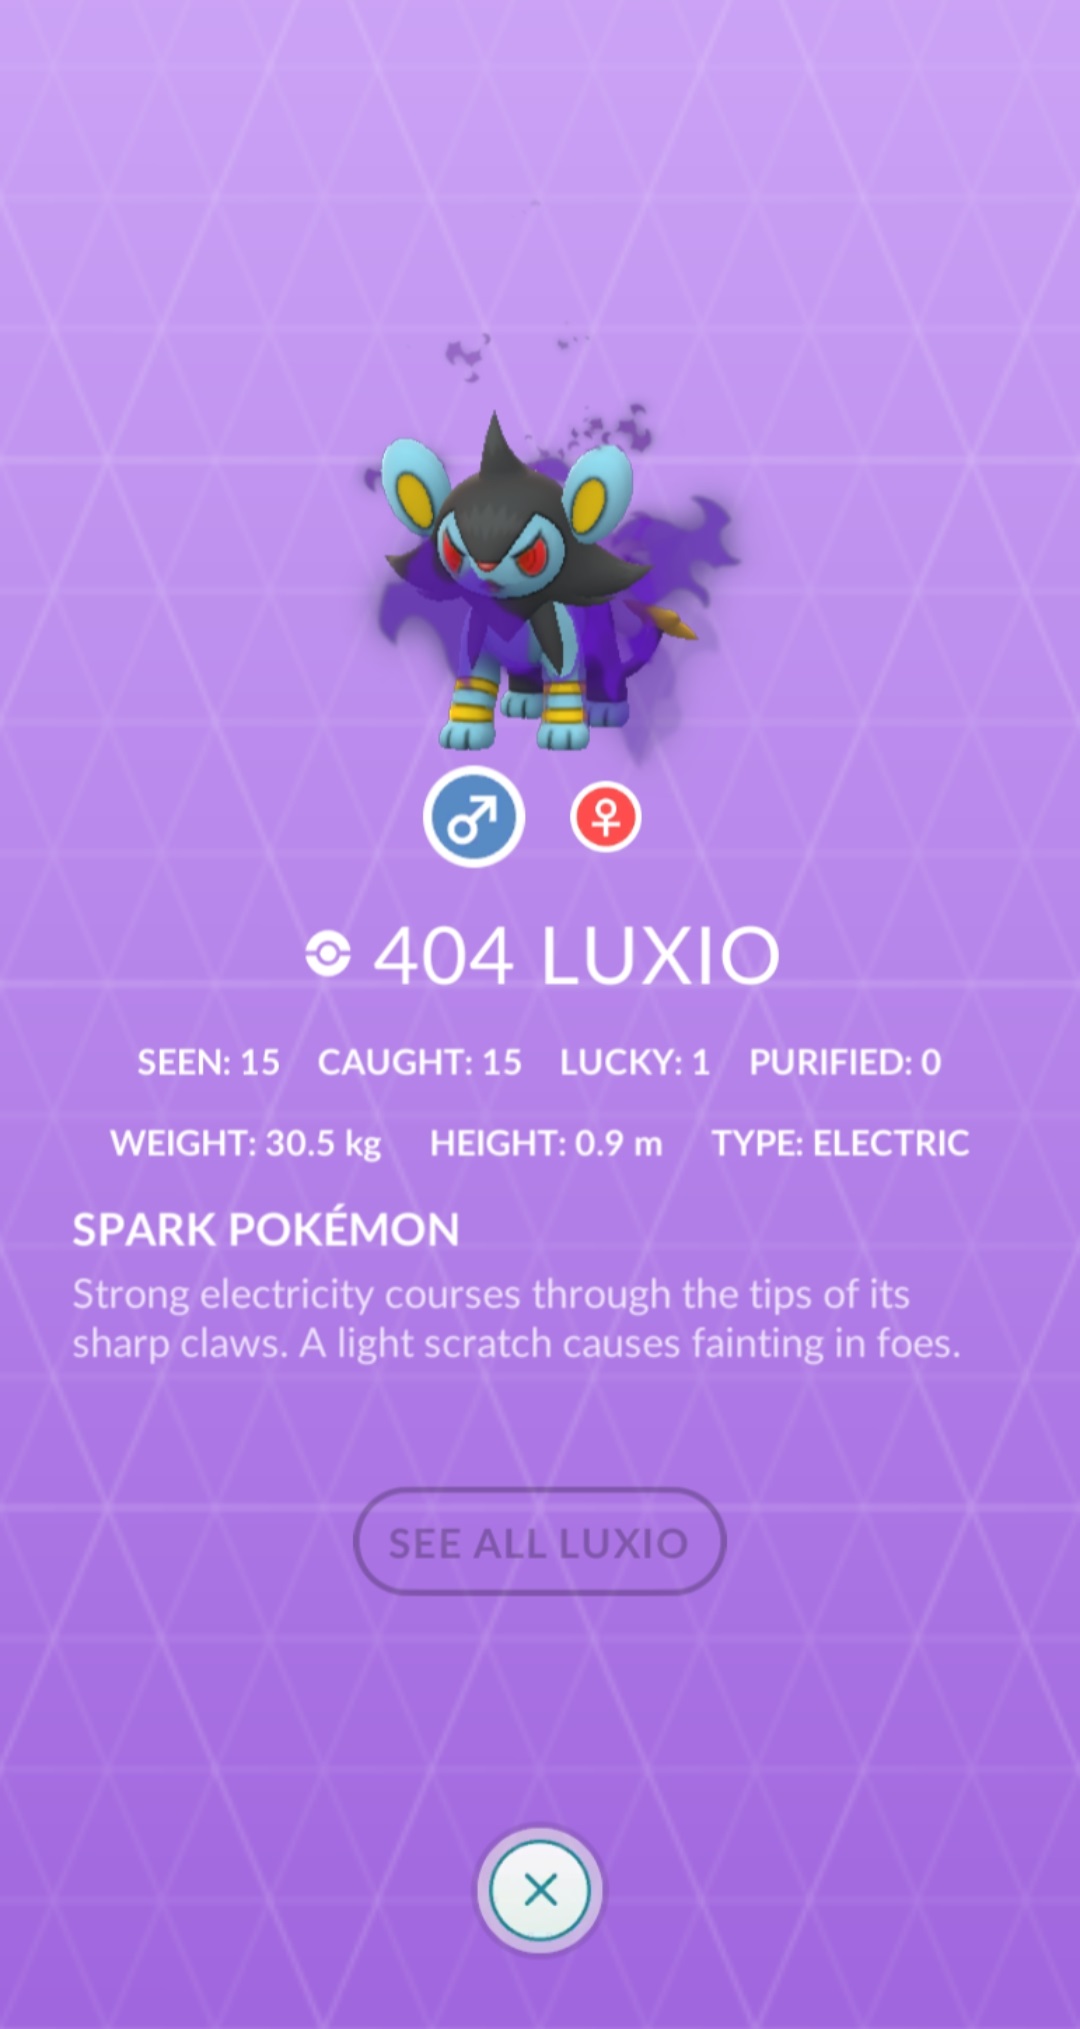 404 LUXIO
SEEN: 15 CAUGHT: 15 LUCKY: 1 PURIFIED: 0
WEIGHT: 30.5 kg HEIGHT: 0.9 m TYPE: ELECTRIC
SPARK POKÉMON
Strong electricity courses through the tips of its
sharp claws. A light scratch causes fainting in foes.
SEE ALL LUXIO